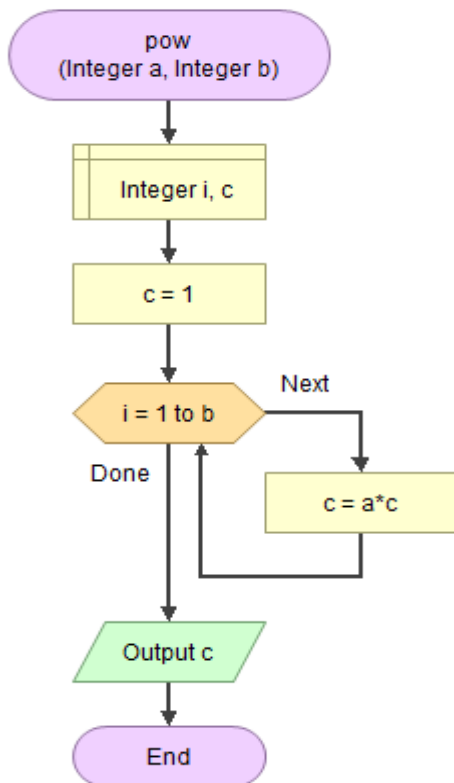 pow
(Integer a, Integer b)
Integer i, c
c = 1
i = 1 to b
Next
Done
c = a*c
Output c
End